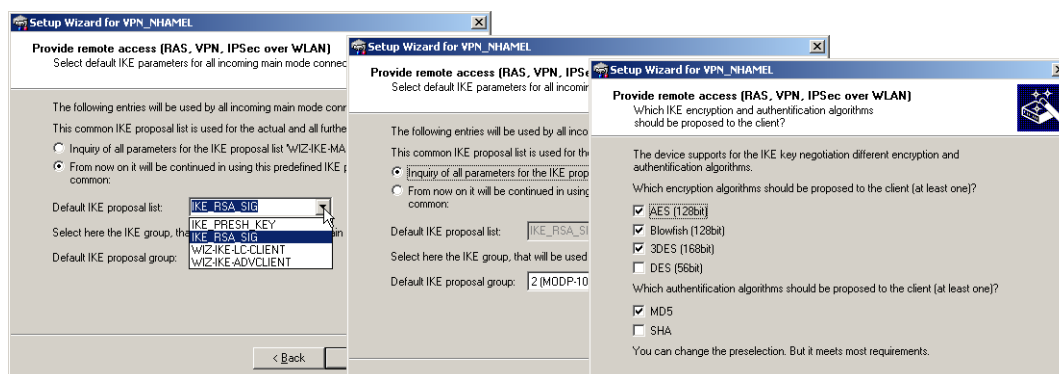 Setup Wizard for VPN_NHAMEL
Provide remote access (RAS, VPN, IPSec over WLAN)
Select default IKE parameters for all incoming main mode connec
The following entries will be used by all incoming main mode conn
This common IKE proposal list is used for the actual and all furthe
Inquiry of all parameters for the IKE proposal list 'WIZ-IKE-MA
From now on it will be continued in using this predefined IKE p
common:
Default IKE proposal list: IKE_RSA_SIG
IKE_PRESH_KEY
IKE_RSA_SIG
WIZ-IKE-LC-CLIENT
WIZ-IKE-ADVCLIENT
Select here the IKE group, tha
Default IKE proposal group:
< Back
Setup Wizard for VPN_NHAMEL
Provide remote access (RAS, VPN, IPSe
Select default IKE parameters for all incomin
The following entries will be used by all inco
This common IKE proposal list is used for the
Inquiry of all parameters for the IKE prop
From now on it will be continued in using
common:
Default IKE proposal list: IKE_RSA_SI
Select here the IKE group, that will be used
Default IKE proposal group: 2 (MODP-10
Setup Wizard for VPN_NHAMEL
Provide remote access (RAS, VPN, IPSec over WLAN)
Which IKE encryption and authentification algorithms
should be proposed to the client?
The device supports for the IKE key negotiation different encryption and
authentification algorithms.
Which encryption algorithms should be proposed to the client (at least one)?
AES (128bit)
Blowfish (128bit)
3DES (168bit)
DES (56bit)
Which authentification algorithms should be proposed to the client (at least one)?
MD5
SHA
You can change the preselection. But it meets most requirements.